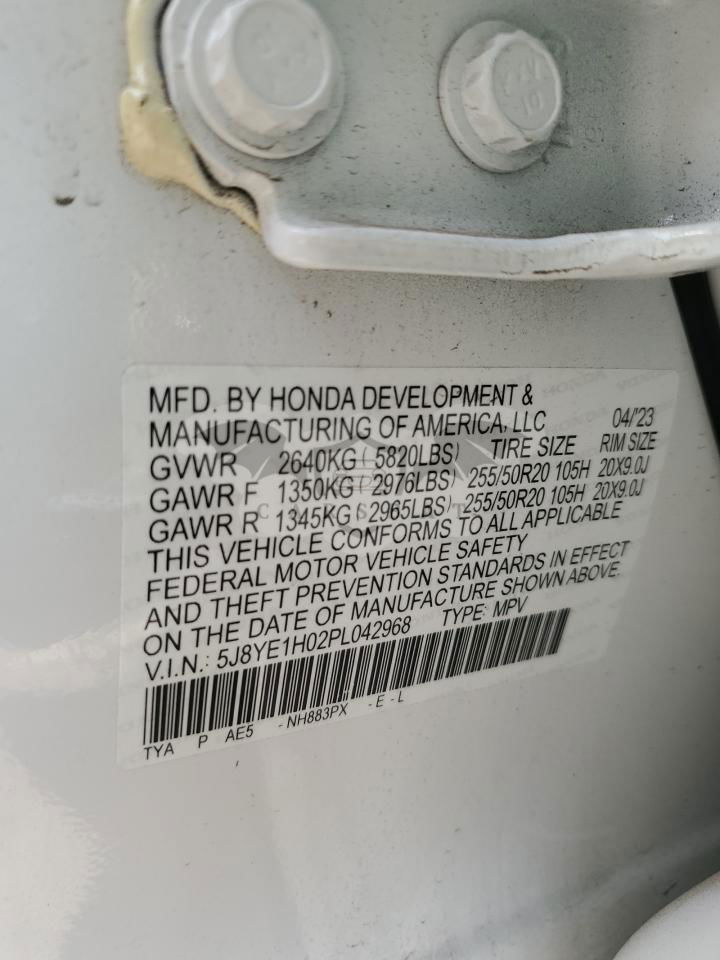 MFD. BY HONDA DEVELOPMENT &
MANUFACTURING OF AMERICA, LLC 04/'23
GVWR 2640KG ( 5820LBS) TIRE SIZE RIM SIZE
GAWR F 1350KG ( 2976LBS) 255/50R20 105H 20X9.0J
GAWR R 1345KG ( 2965LBS) 255/50R20 105H 20X9.0J
THIS VEHICLE CONFORMS TO ALL APPLICABLE
FEDERAL MOTOR VEHICLE SAFETY
AND THEFT PREVENTION STANDARDS IN EFFECT
ON THE DATE OF MANUFACTURE SHOWN ABOVE.
V.I.N.: 5J8YE1H02PL042968 TYPE: MPV
TYA P AE5 -NH883PX -E-L